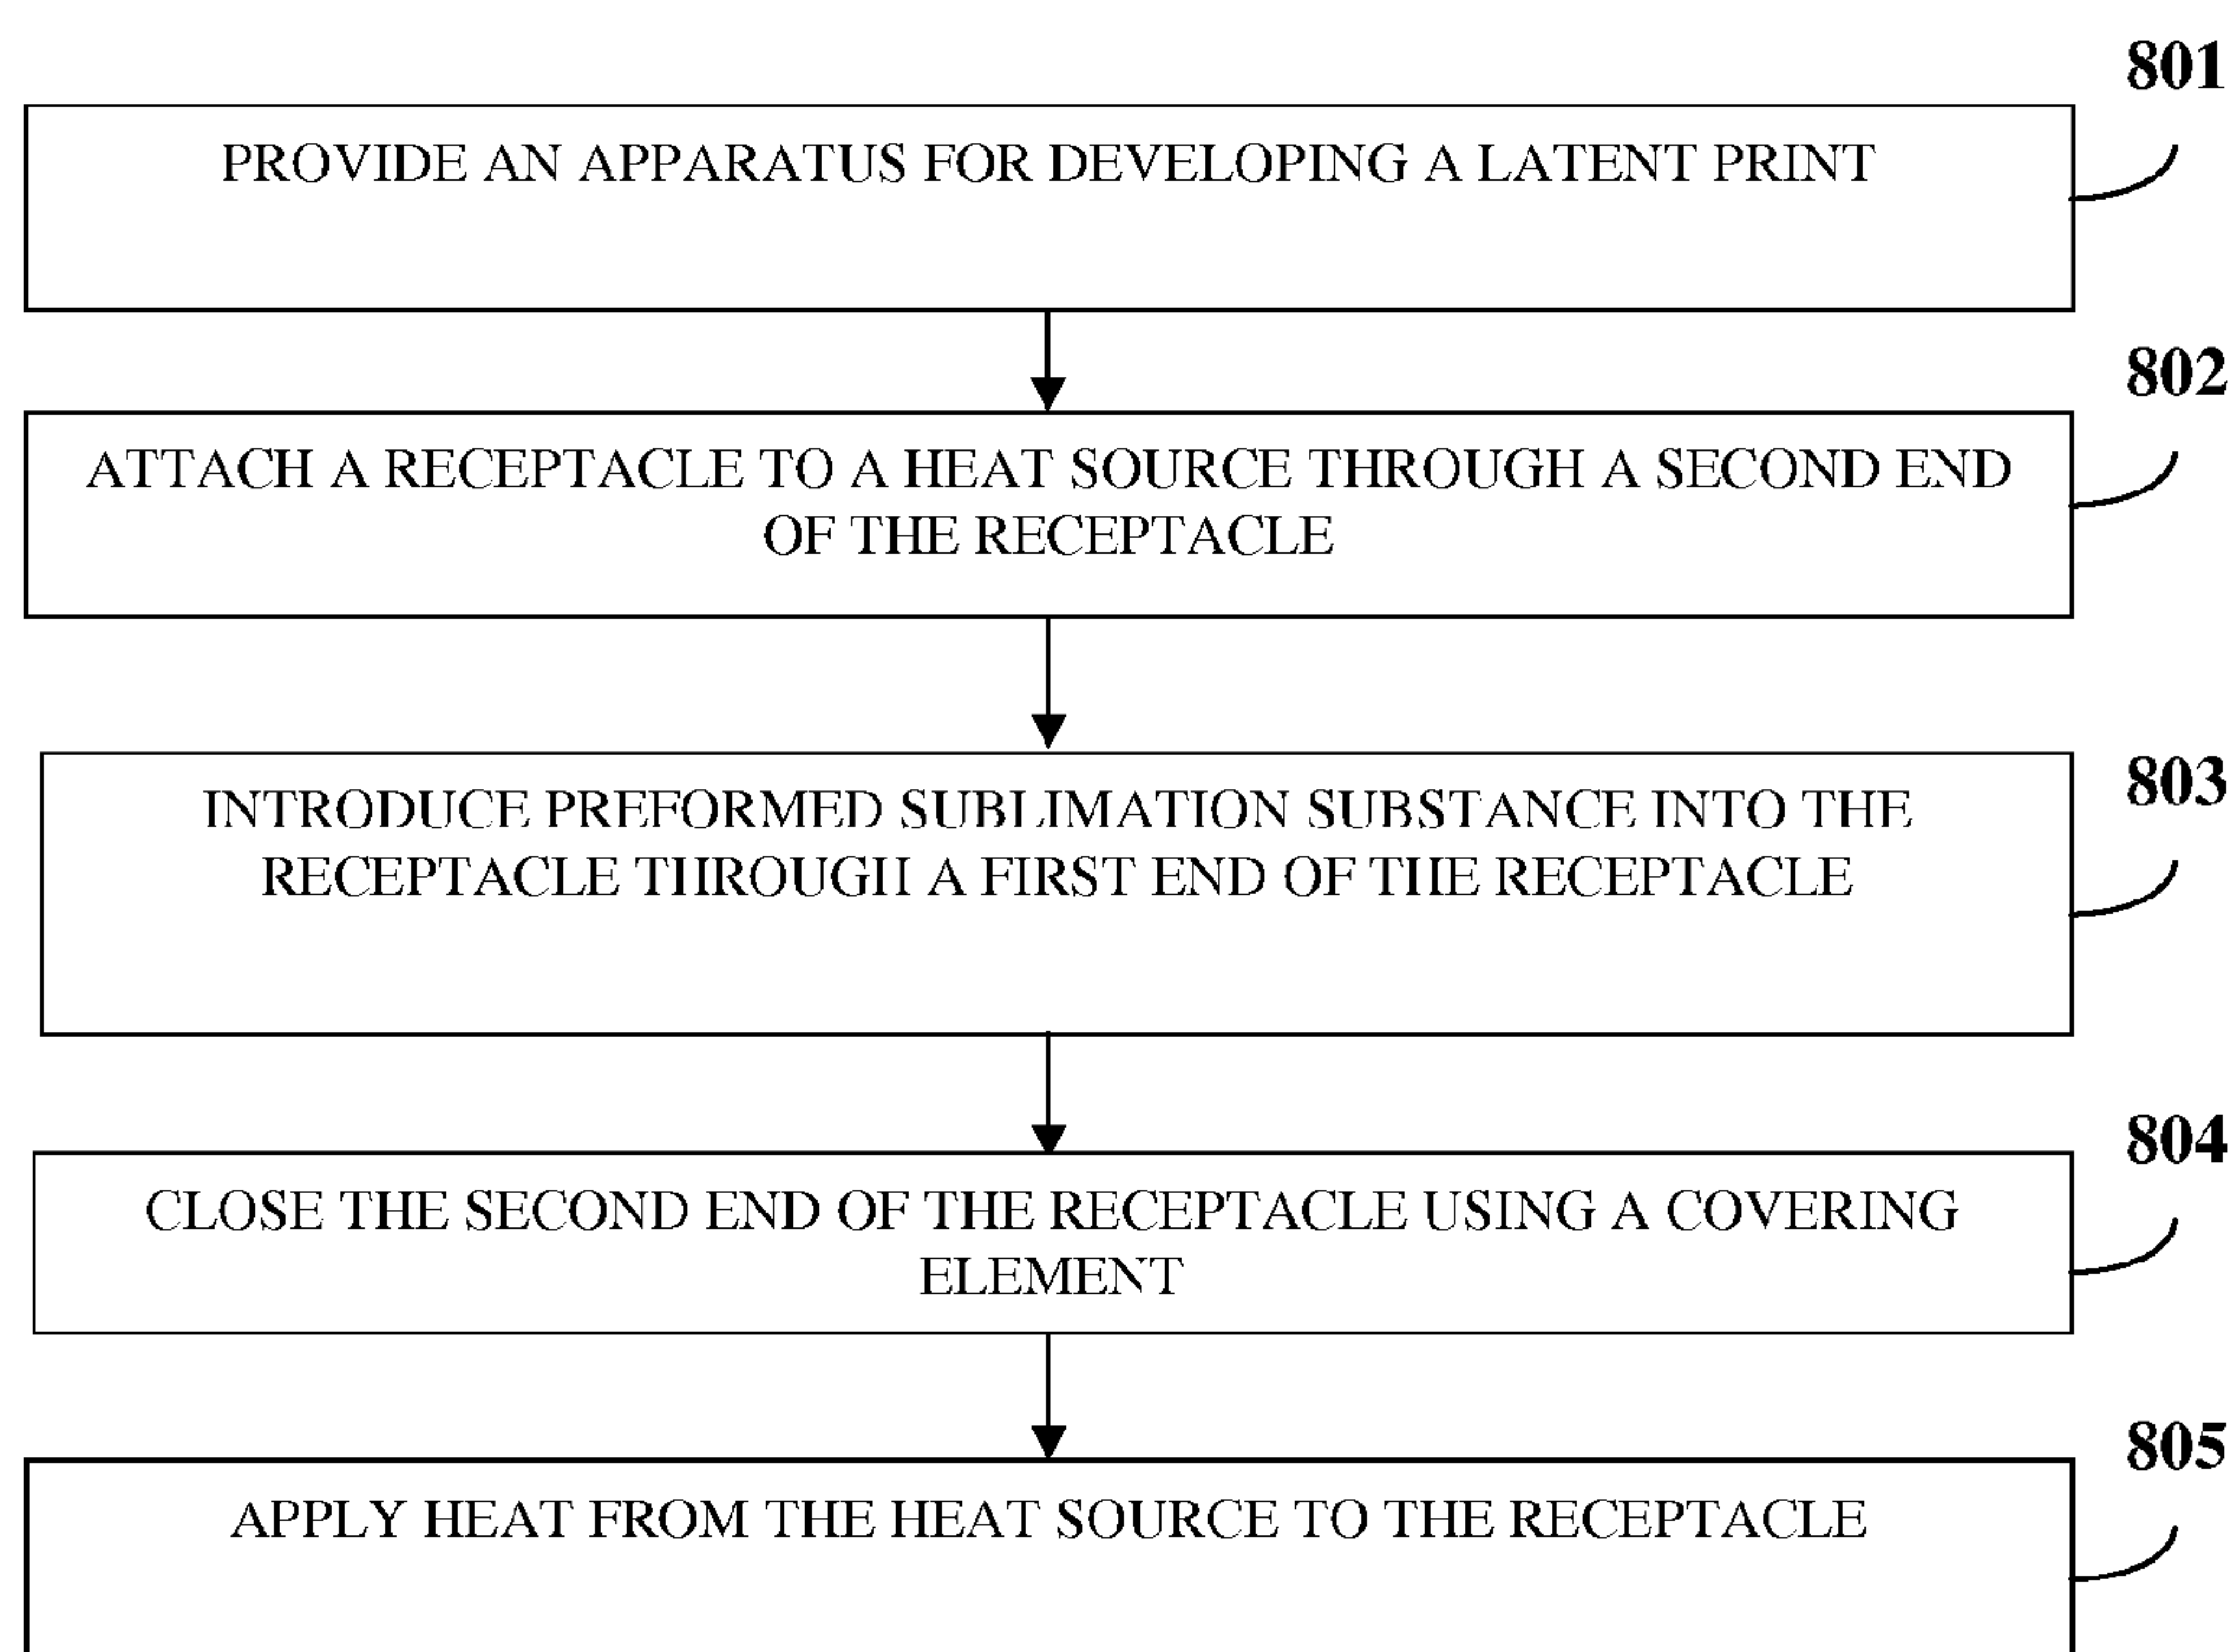 801
PROVIDE AN APPARATUS FOR DEVELOPING A LATENT PRINT
802
ATTACH A RECEPTACLE TO A HEAT SOURCE THROUGH A SECOND END
OF THE RECEPTACLE
803
INTRODUCE PREFORMED SUBLIMATION SUBSTANCE INTO THE
RECEPTACLE THROUGH A FIRST END OF THE RECEPTACLE
804
CLOSE THE SECOND END OF THE RECEPTACLE USING A COVERING
ELEMENT
805
APPLY HEAT FROM THE HEAT SOURCE TO THE RECEPTACLE